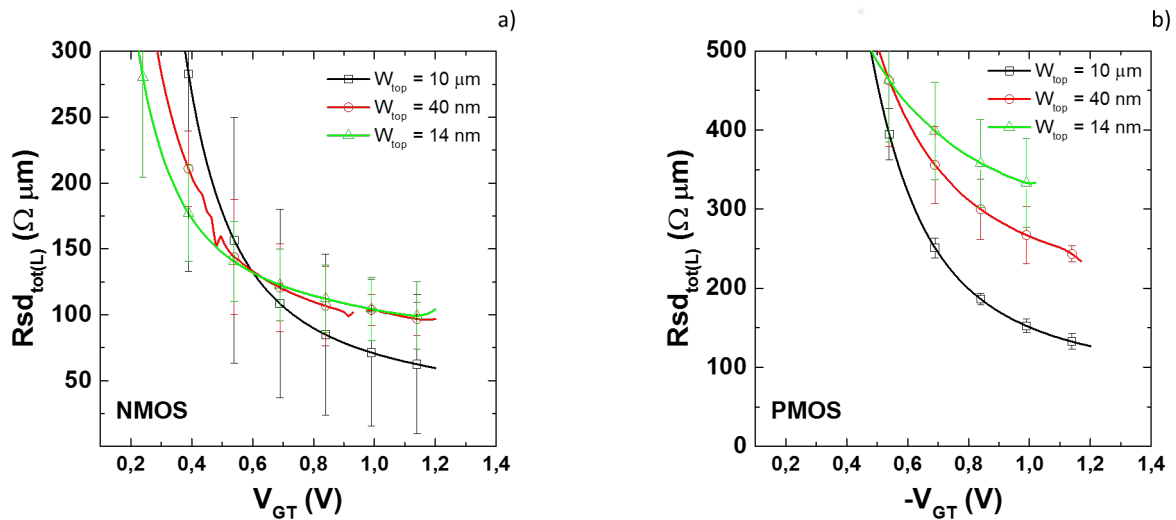 a)
300
250
200
150
100
50
Rsd_tot(L) (Ω μm)
W_top = 10 μm
W_top = 40 nm
W_top = 14 nm
NMOS
0,2 0,4 0,6 0,8 1,0 1,2 1,4
V_GT (V)
b)
500
400
300
200
100
0
Rsd_tot(L) (Ω μm)
W_top = 10 μm
W_top = 40 nm
W_top = 14 nm
PMOS
0,2 0,4 0,6 0,8 1,0 1,2 1,4
-V_GT (V)